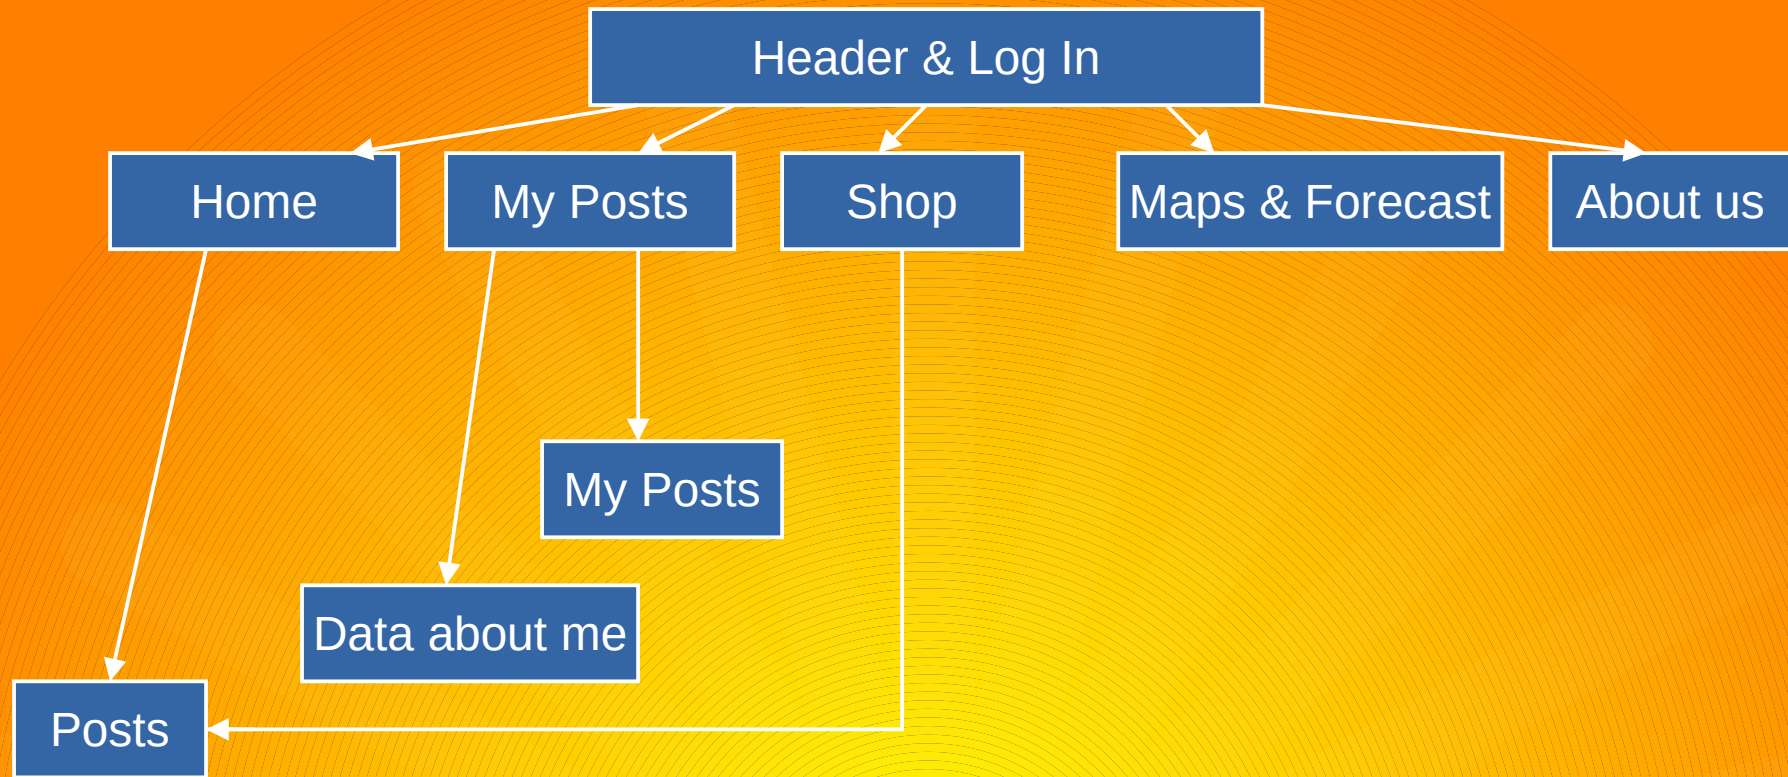 Header & Log In
Home
My Posts
Shop
Maps & Forecast
About us
My Posts
Data about me
Posts